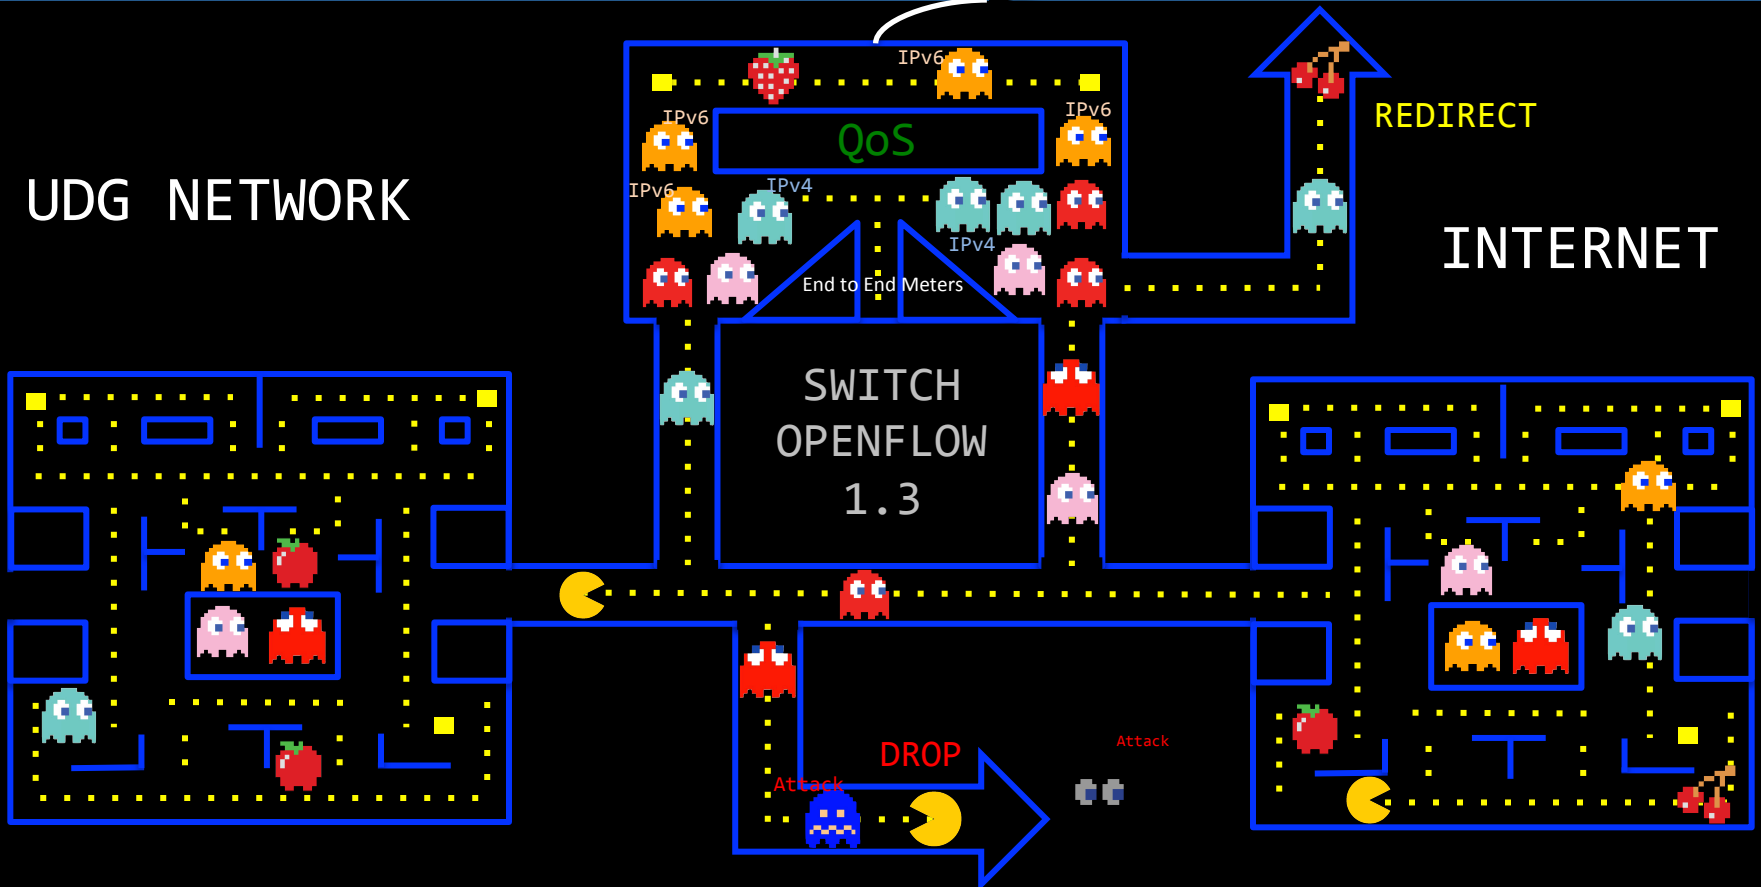 IPv6
IPv6
IPv6
QoS
REDIRECT
UDG NETWORK
IPv6
IPv4
INTERNET
IPv4
End to End Meters
SWITCH
OPENFLOW
1.3
DROP
Attack
Attack